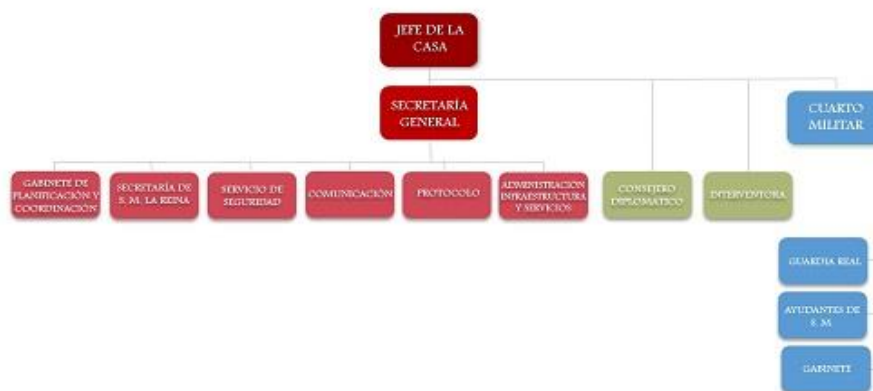 JEFE DE LA
CASA
SECRETARÍA
GENERAL
CUARTO
MILITAR
GABINETE DE
PLANIFICACIÓN Y
COORDINACIÓN
SECRETARÍA DE
S. M. LA REINA
SERVICIO DE
SEGURIDAD
COMUNICACIÓN
PROTOCOLO
ADMINISTRACIÓN
INFRAESTRUCTURA
Y SERVICIOS
CONSEJERO
DIPLOMÁTICO
INTERVENTORA
GUARDIA REAL
AYUDANTES DE
S. M.
GABINETE